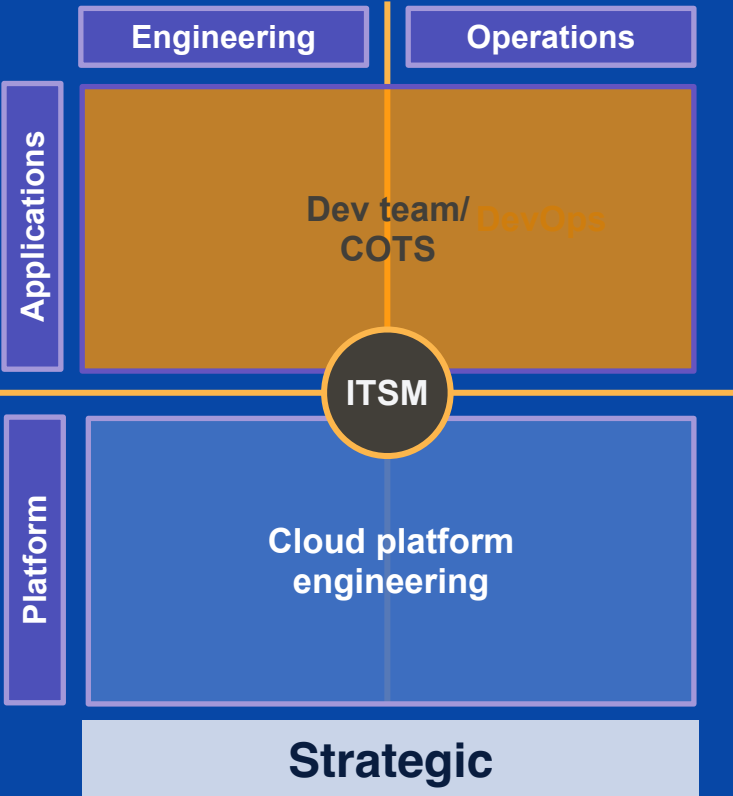 Engineering
Operations
Applications
Dev team/
COTS
DevOps
ITSM
Platform
Cloud platform
engineering
Strategic